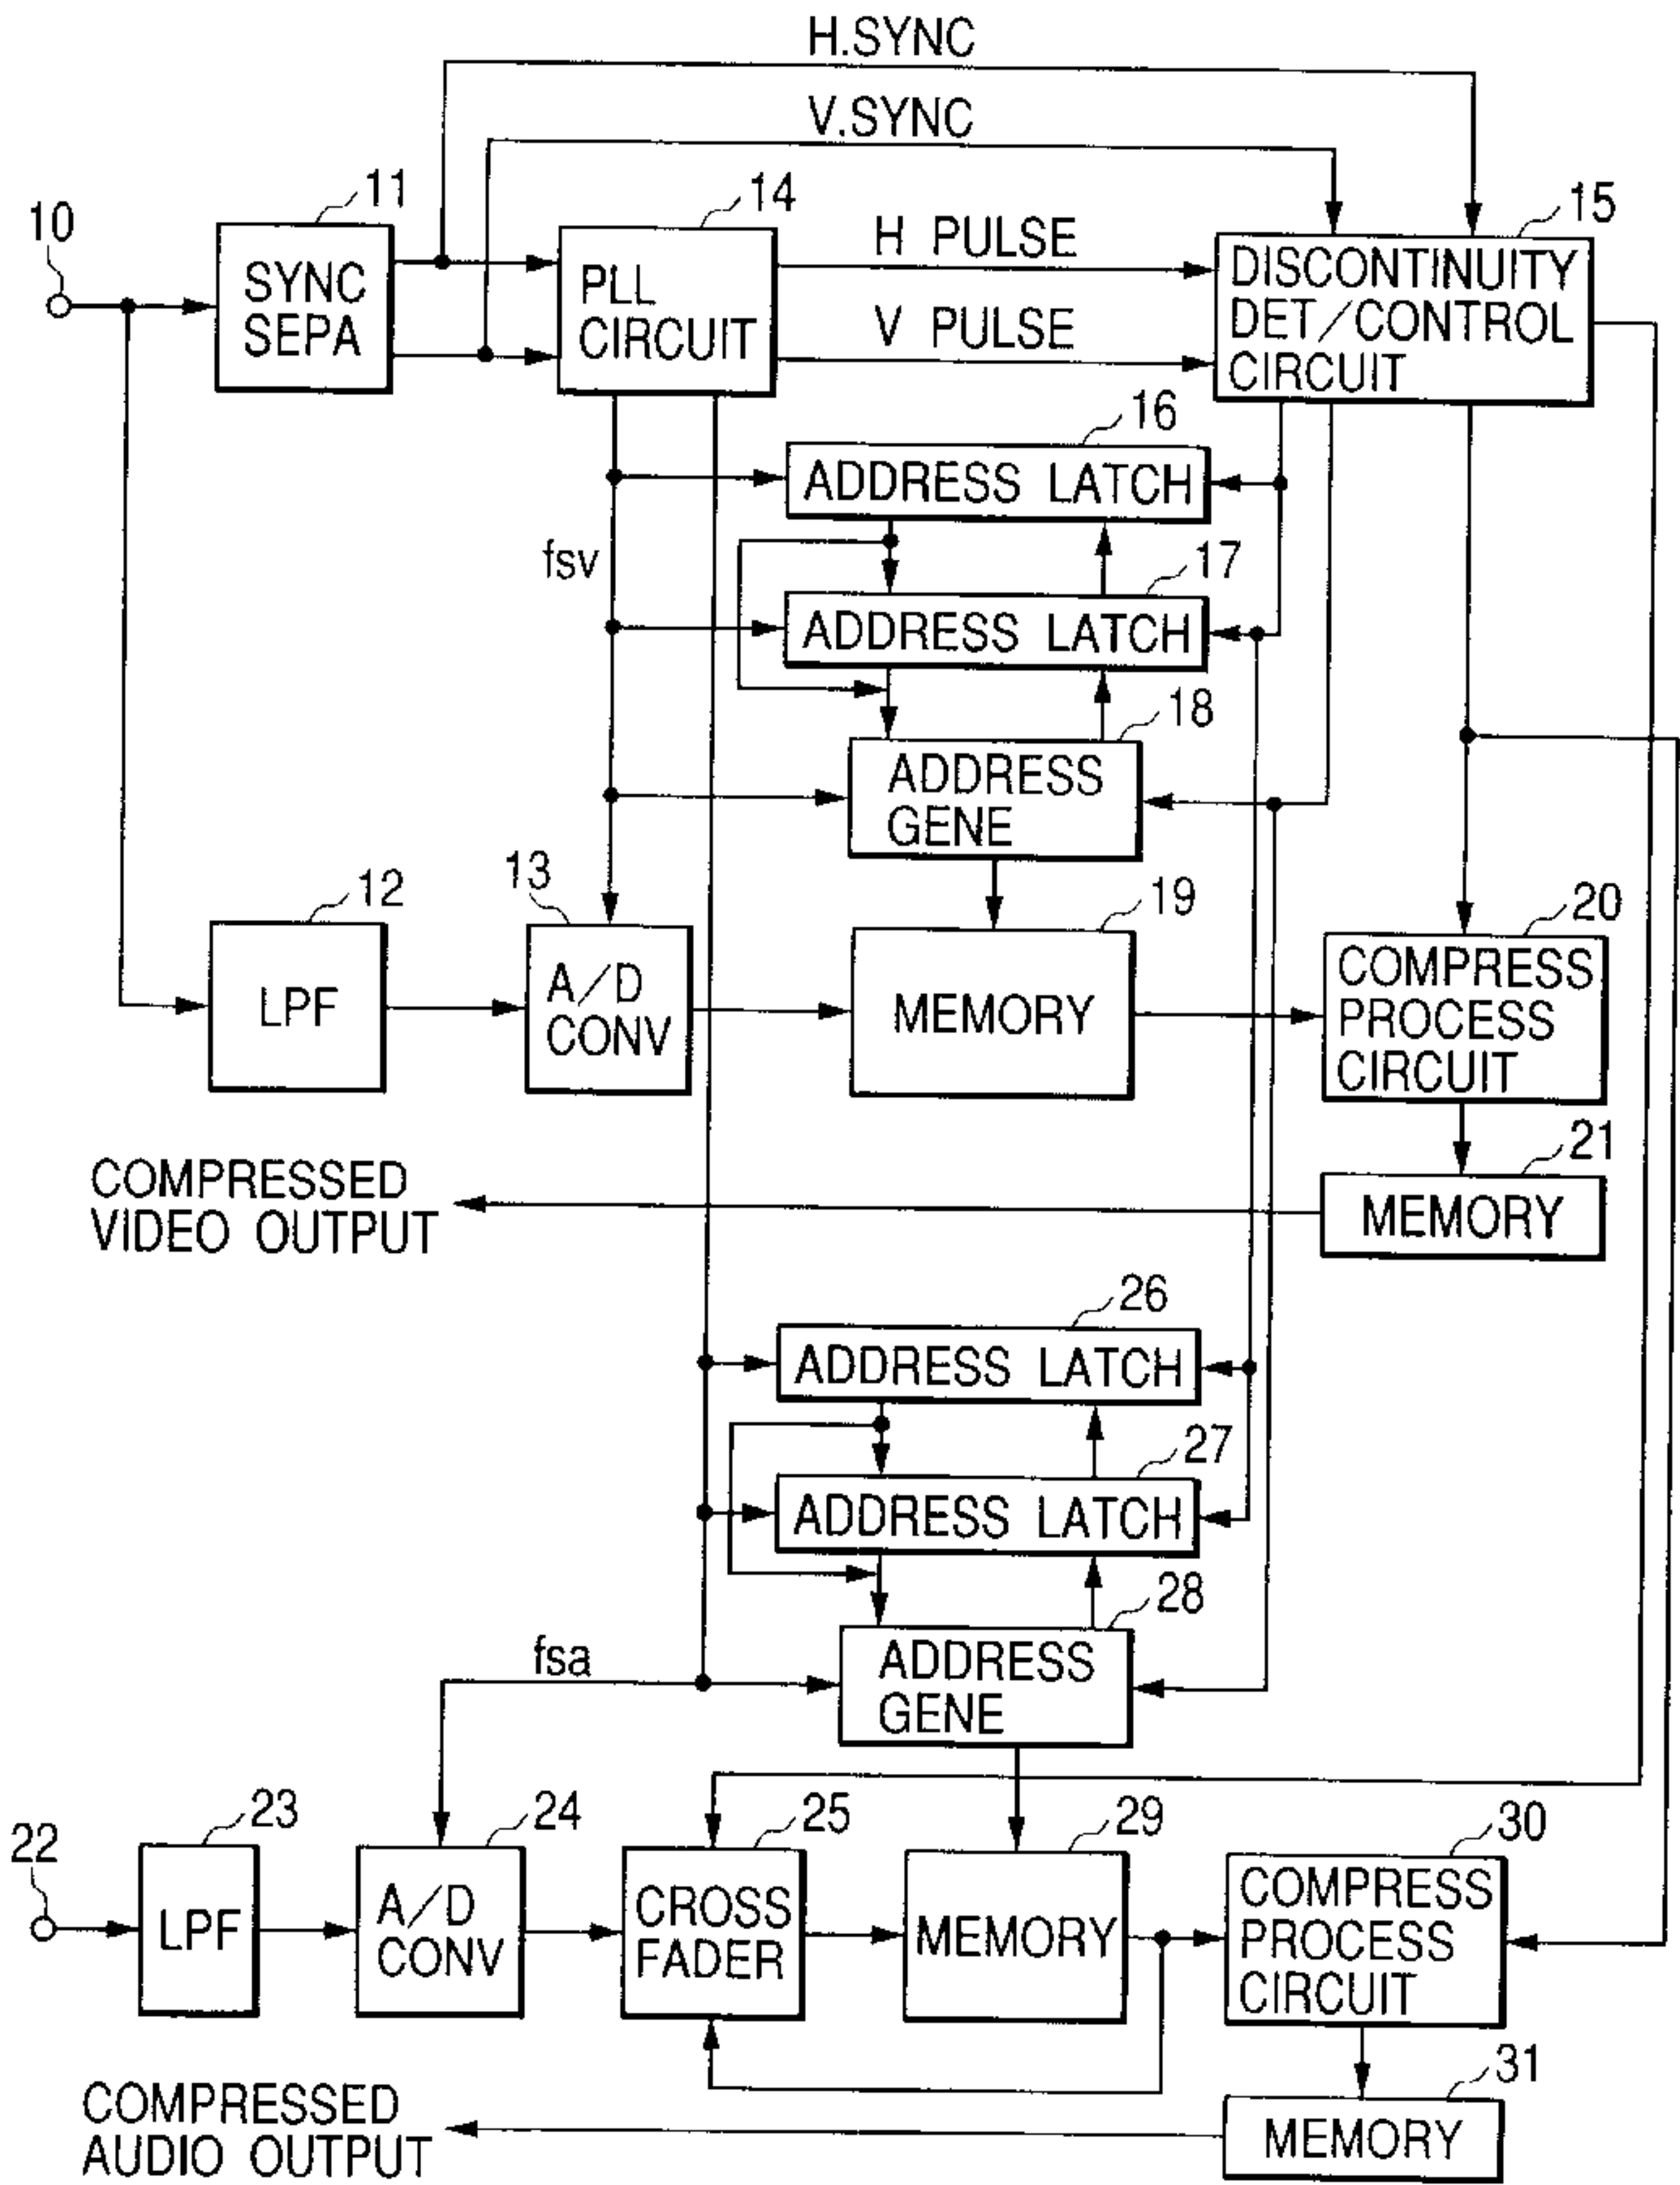 H.SYNC
V.SYNC
10
11
14
15
SYNC
SEPA
PLL
CIRCUIT
H PULSE
V PULSE
DISCONTINUITY
DET/CONTROL
CIRCUIT
16
ADDRESS LATCH
fsv
17
ADDRESS LATCH
18
ADDRESS
GENE
12
13
19
20
LPF
A/D
CONV
MEMORY
COMPRESS
PROCESS
CIRCUIT
21
MEMORY
COMPRESSED
VIDEO OUTPUT
26
ADDRESS LATCH
27
ADDRESS LATCH
28
ADDRESS
GENE
fsa
22
23
24
25
29
30
LPF
A/D
CONV
CROSS
FADER
MEMORY
COMPRESS
PROCESS
CIRCUIT
31
MEMORY
COMPRESSED
AUDIO OUTPUT